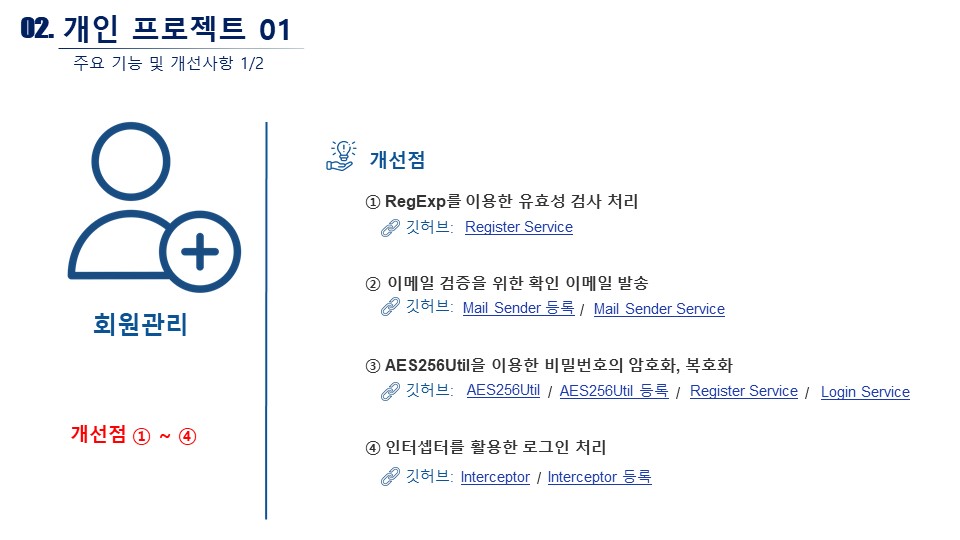 02. 개인 프로젝트 01
주요 기능 및 개선사항 1/2
회원관리
개선점 ① ~ ④
개선점
① RegExp를 이용한 유효성 검사 처리
깃허브: Register Service
② 이메일 검증을 위한 확인 이메일 발송
깃허브: Mail Sender 등록 / Mail Sender Service
③ AES256Util을 이용한 비밀번호의 암호화, 복호화
깃허브: AES256Util / AES256Util 등록 / Register Service / Login Service
④ 인터셉터를 활용한 로그인 처리
깃허브: Interceptor / Interceptor 등록